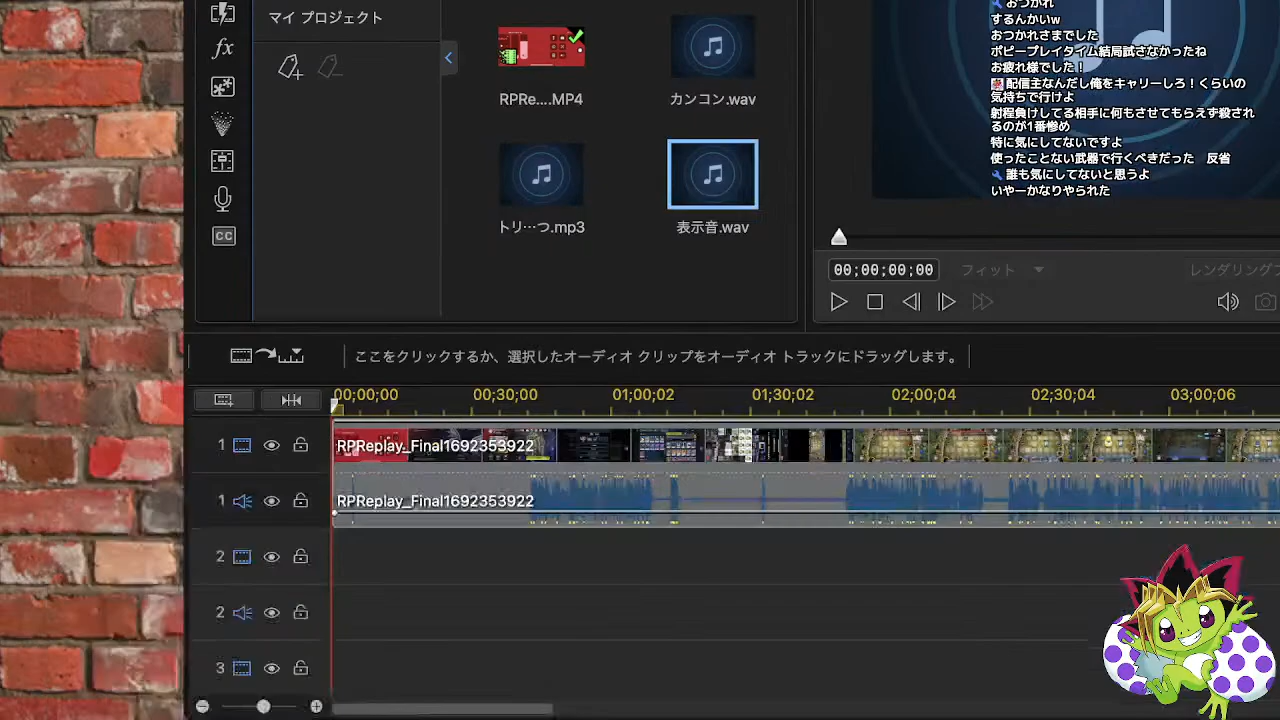 マイ プロジェクト
RPRe....MP4
カンコン.wav
トリ…つ.mp3
表示音.wav
おつかれ
するんかいw
おつかれさまでした
ポピープレイタイム結局試さなかったね
お疲れ様でした！
配信主なんだし俺をキャリーしろ！くらいの
気持ちで行けよ
射程負けしてる相手に何もさせてもらえず殺され
るのが1番惨め
特に気にしてないですよ
使ったことない武器で行くべきだった　反省
誰も気にしてないと思うよ
いやーかなりやられた
CC
00;00;00;00
フィット
レンダリング
ここをクリックするか、選択したオーディオ クリップをオーディオ トラックにドラッグします。
00;00;00
00;30;00
01;00;02
01;30;02
02;00;04
02;30;04
03;00;06
1
RPReplay_Final1692353922
1
RPReplay_Final1692353922
2
2
3